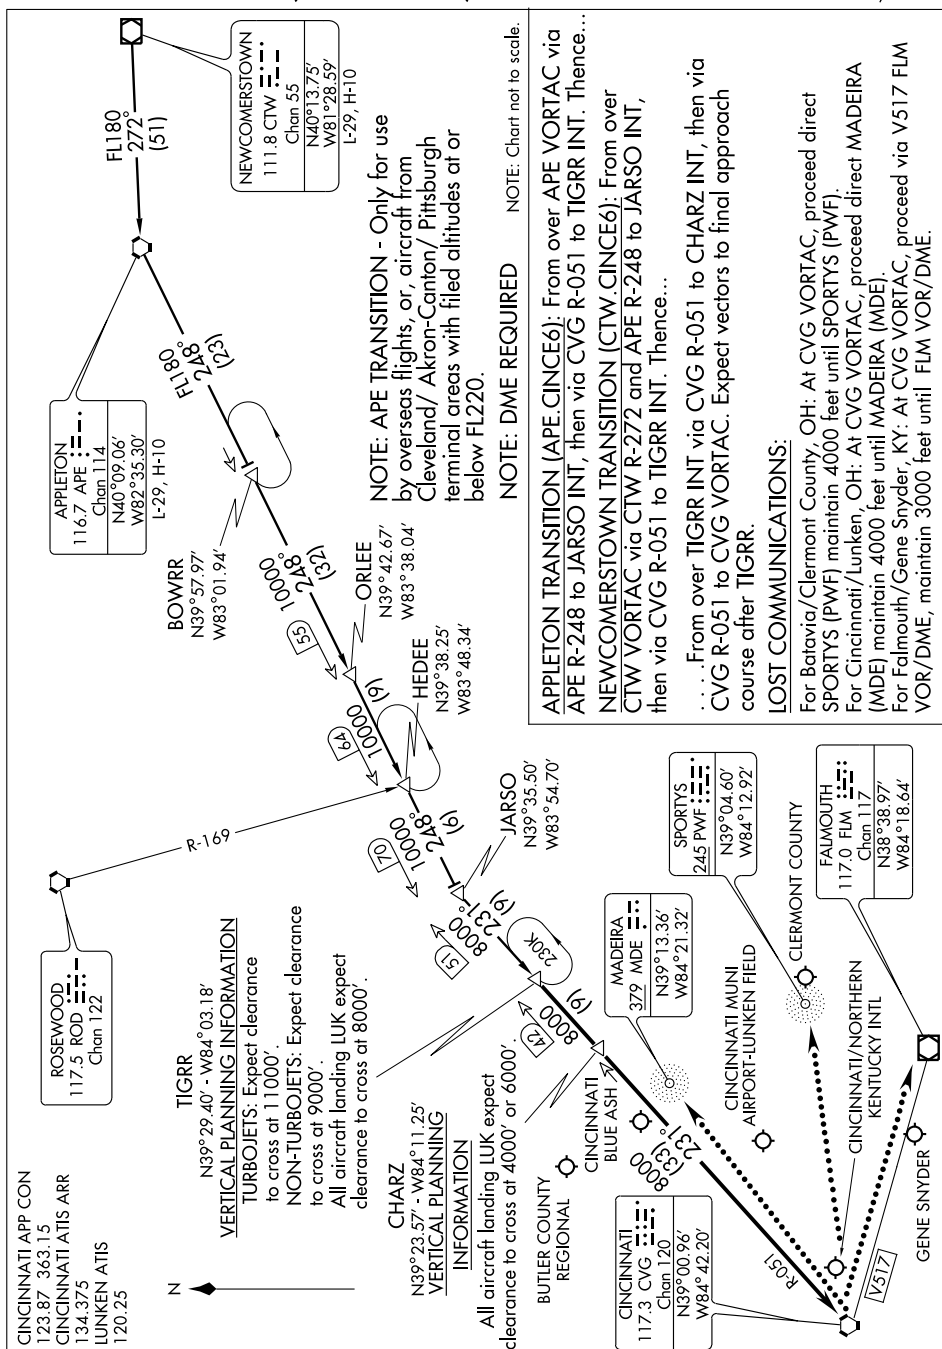 CINCINNATI APP CON
123.87 363.15
CINCINNATI ATIS ARR
134.375
LUNKEN ATIS
120.25
N
ROSEWOOD
117.5 ROD
Chan 122
R-169
APPLETON
116.7 APE
Chan 114
N40°09.06'
W82°35.30'
L-29, H-10
NEWCOMERSTOWN
111.8 CTW
Chan 55
N40°13.75'
W81°28.59'
L-29, H-10
FL180
272°
(51)
FL180
248°
(23)
BOWRR
N39°57.97'
W83°01.94'
10000
248°
(32)
55
ORLEE
N39°42.67'
W83°38.04'
64
10000
(9)
HEDEE
N39°38.25'
W83°48.34'
70
10000
248°
(6)
JARSO
N39°35.50'
W83°54.70'
51
8000
231°
(9)
230K
TIGRR
N39°29.40' - W84°03.18'
VERTICAL PLANNING INFORMATION
TURBOJETS: Expect clearance
to cross at 11000'.
NON-TURBOJETS: Expect clearance
to cross at 9000'.
All aircraft landing LUK expect
clearance to cross at 8000'.
42
8000
(9)
CHARZ
N39°23.57' - W84°11.25'
VERTICAL PLANNING
INFORMATION
All aircraft landing LUK expect
clearance to cross at 4000' or 6000'.
8000
231°
(33)
R-051
BUTLER COUNTY
REGIONAL
CINCINNATI
BLUE ASH
MADEIRA
379 MDE
N39°13.36'
W84°21.32'
CINCINNATI MUNI
AIRPORT-LUNKEN FIELD
SPORTYS
245 PWF
N39°04.60'
W84°12.92'
CLERMONT COUNTY
CINCINNATI/NORTHERN
KENTUCKY INTL
CINCINNATI
117.3 CVG
Chan 120
N39°00.96'
W84°42.20'
V517
GENE SNYDER
FALMOUTH
117.0 FLM
Chan 117
N38°38.97'
W84°18.64'
NOTE: APE TRANSITION - Only for use
by overseas flights, or, aircraft from
Cleveland/ Akron-Canton/ Pittsburgh
terminal areas with filed altitudes at or
below FL220.
NOTE: DME REQUIRED
NOTE: Chart not to scale.
APPLETON TRANSITION (APE.CINCE6): From over APE VORTAC via
APE R-248 to JARSO INT, then via CVG R-051 to TIGRR INT. Thence...
NEWCOMERSTOWN TRANSITION (CTW.CINCE6): From over
CTW VORTAC via CTW R-272 and APE R-248 to JARSO INT,
then via CVG R-051 to TIGRR INT. Thence...
....From over TIGRR INT via CVG R-051 to CHARZ INT, then via
CVG R-051 to CVG VORTAC. Expect vectors to final approach
course after TIGRR.
LOST COMMUNICATIONS:
For Batavia/Clermont County, OH: At CVG VORTAC, proceed direct
SPORTYS (PWF) maintain 4000 feet until SPORTYS (PWF).
For Cincinnati/Lunken, OH: At CVG VORTAC, proceed direct MADEIRA
(MDE) maintain 4000 feet until MADEIRA (MDE).
For Falmouth/Gene Snyder, KY: At CVG VORTAC, proceed via V517 FLM
VOR/DME, maintain 3000 feet until FLM VOR/DME.